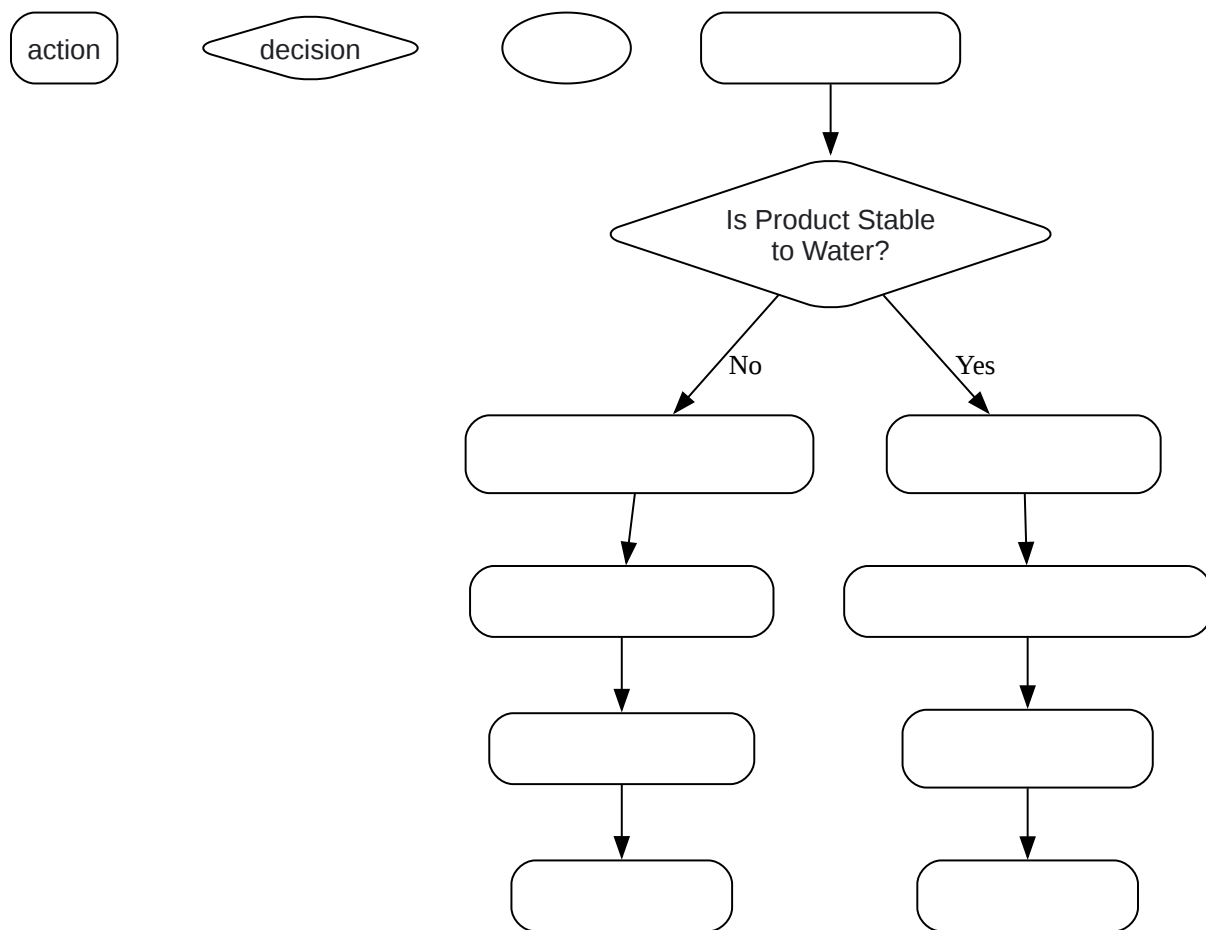 action
decision
Is Product Stable
to Water?
No
Yes